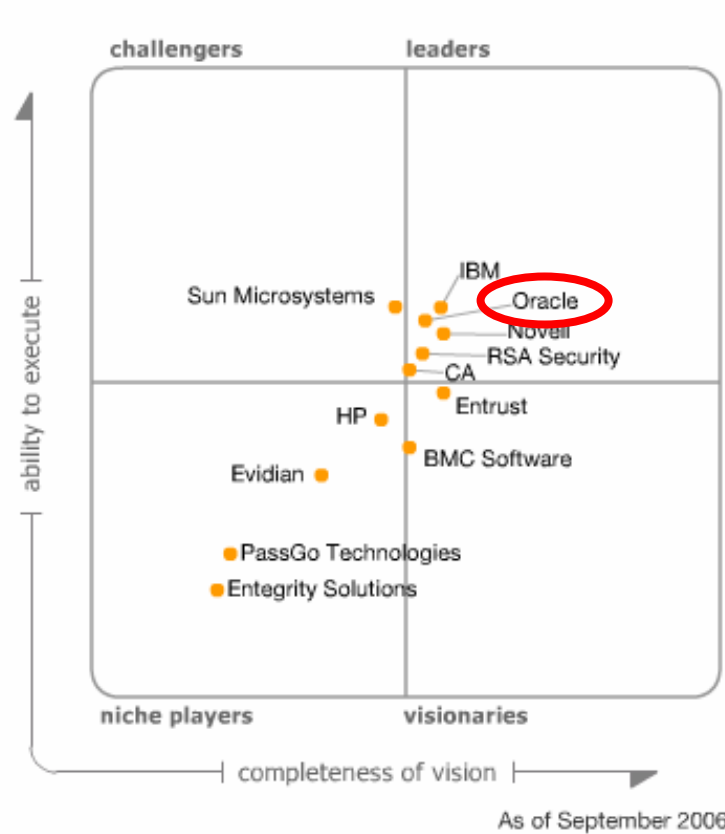 challengers
leaders
IBM
Sun Microsystems
Oracle
Novell
RSA Security
CA
Entrust
HP
BMC Software
Evidian
PassGo Technologies
Entegrity Solutions
ability to execute
niche players
visionaries
completeness of vision
As of September 2006